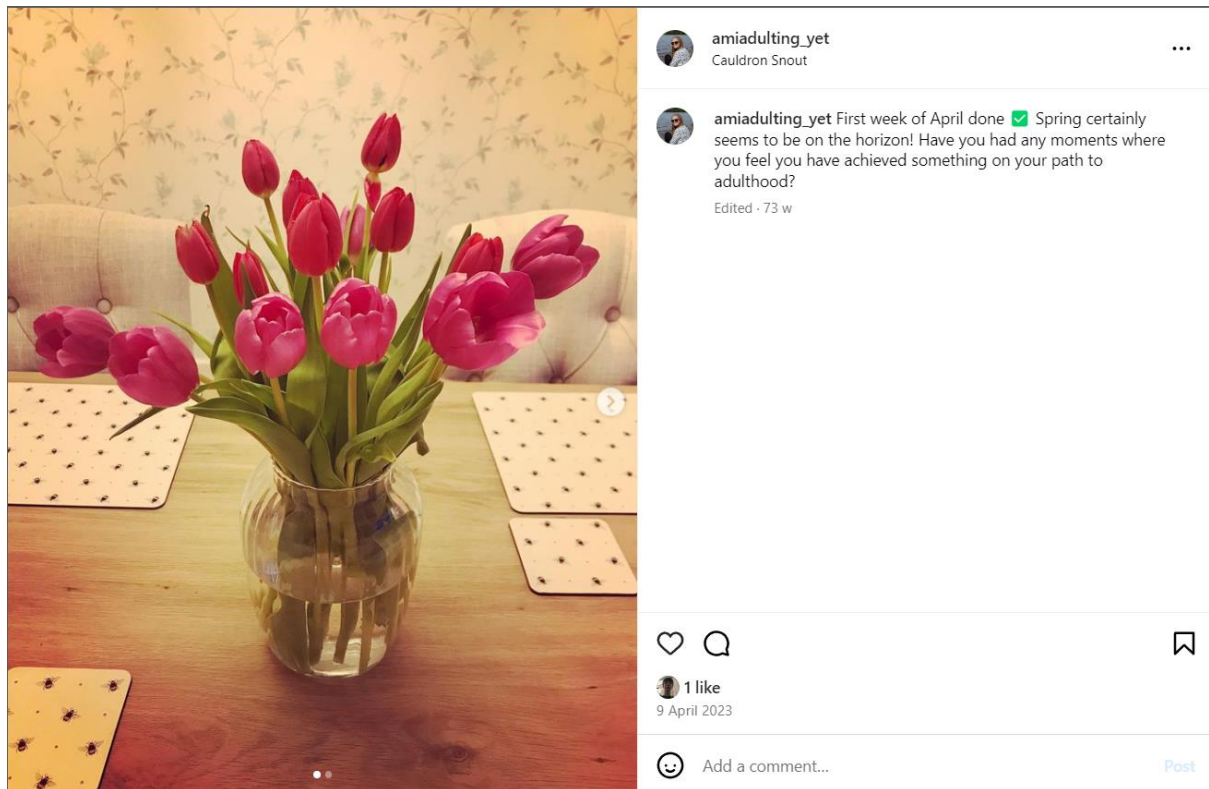 amiadulting_yet
Cauldron Snout
amiadulting_yet First week of April done ✅ Spring certainly
seems to be on the horizon! Have you had any moments where
you feel you have achieved something on your path to
adulthood?
Edited · 73 w
1 like
9 April 2023
Add a comment...
Post